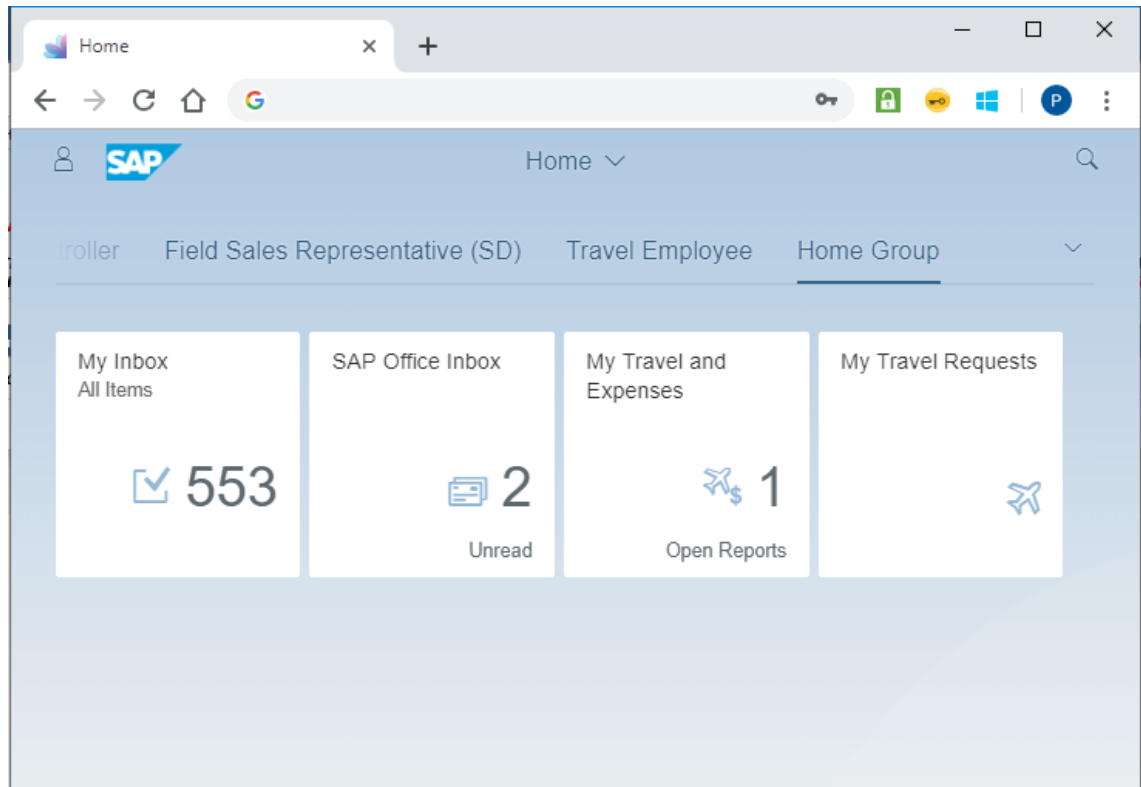 Home
P
SAP
Home
troller Field Sales Representative (SD) Travel Employee Home Group
My Inbox
All Items
553
SAP Office Inbox
2
Unread
My Travel and
Expenses
$ 1
Open Reports
My Travel Requests